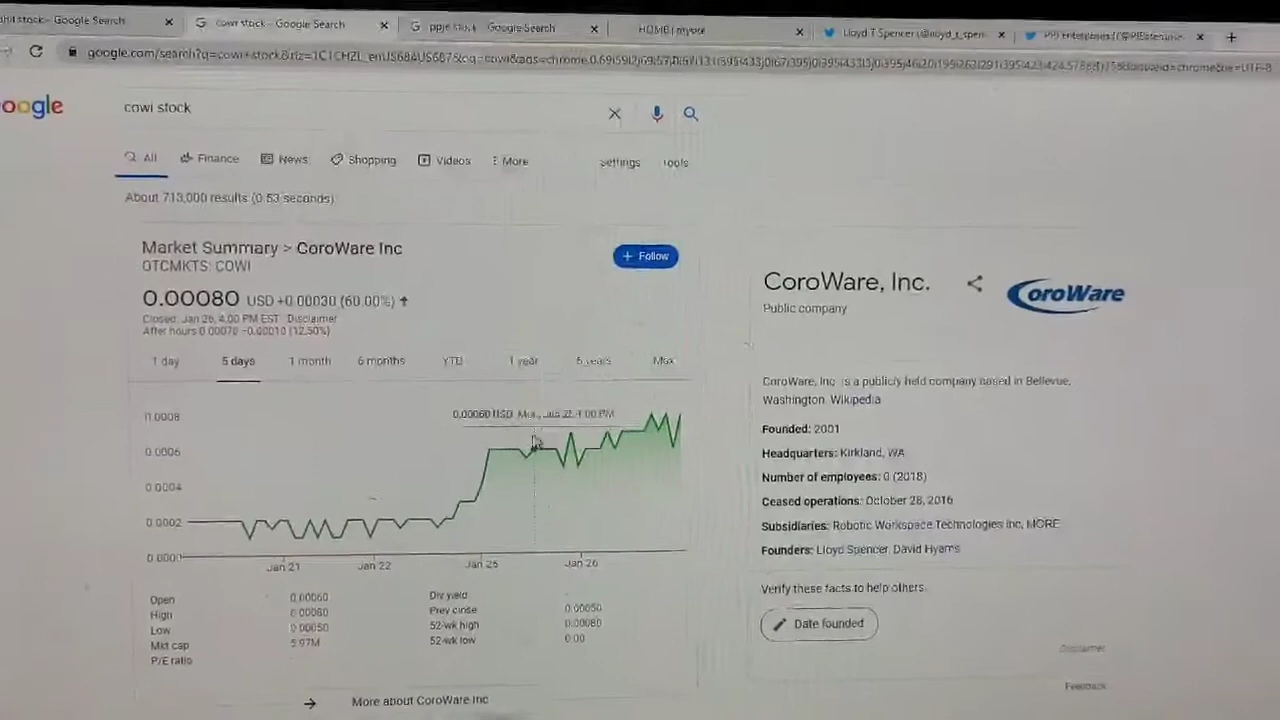 stock - Google Search
cowi stock - Google Search
ppje stock - Google Search
Lloyd T Spencer
oogle
cowi stock
All
Finance
News
Shopping
Videos
More
Settings
Tools
About 713,000 results (0.53 seconds)
Market Summary > CoroWare Inc
OTCMKTS: COWI
+ Follow
0.00080 USD +0.00030 (60.00%)
Closed: Jan 26, 4:00 PM EST Disclaimer
After hours 0.00070 −0.00010 (12.50%)
1 day
5 days
1 month
6 months
YTD
1 year
5 years
Max
0.0008
0.0006
0.0004
0.0002
0.0000
Jan 21
Jan 22
Jan 25
Jan 26
Open 0.00060
High 0.00080
Low 0.00050
Mkt cap 5.97M
P/E ratio
Div yield
Prev close 0.00050
52-wk high 0.00080
52-wk low 0.00
More about CoroWare Inc
CoroWare, Inc.
Public company
CoroWare
CoroWare, Inc. is a publicly held company based in Bellevue,
Washington. Wikipedia
Founded: 2001
Headquarters: Kirkland, WA
Number of employees: 0 (2018)
Ceased operations: October 28, 2016
Subsidiaries: Robotic Workspace Technologies Inc, MORE
Founders: Lloyd Spencer, David Hyams
Verify these facts to help others.
Date founded
Disclaimer
Feedback